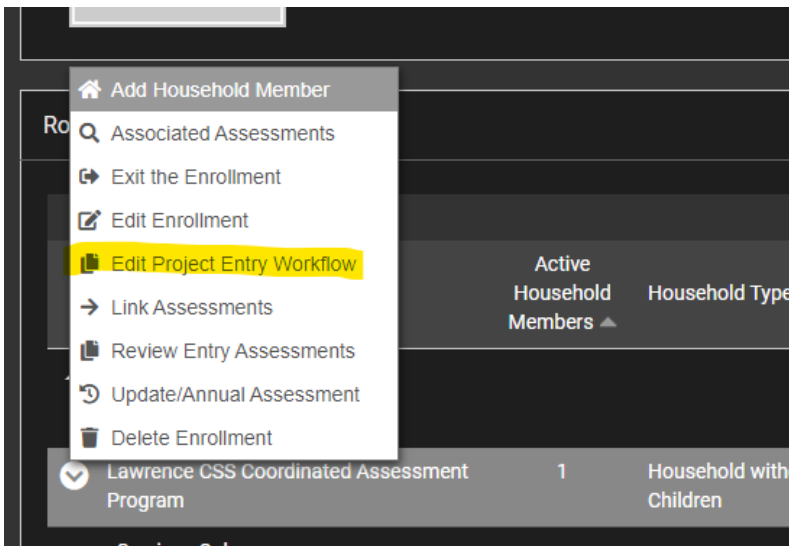 Add Household Member
Ro
Associated Assessments
Exit the Enrollment
Edit Enrollment
Edit Project Entry Workflow
Link Assessments
Review Entry Assessments
Update/Annual Assessment
Delete Enrollment
Active
Household
Members
Household Type
Lawrence CSS Coordinated Assessment
Program
1
Household with
Children